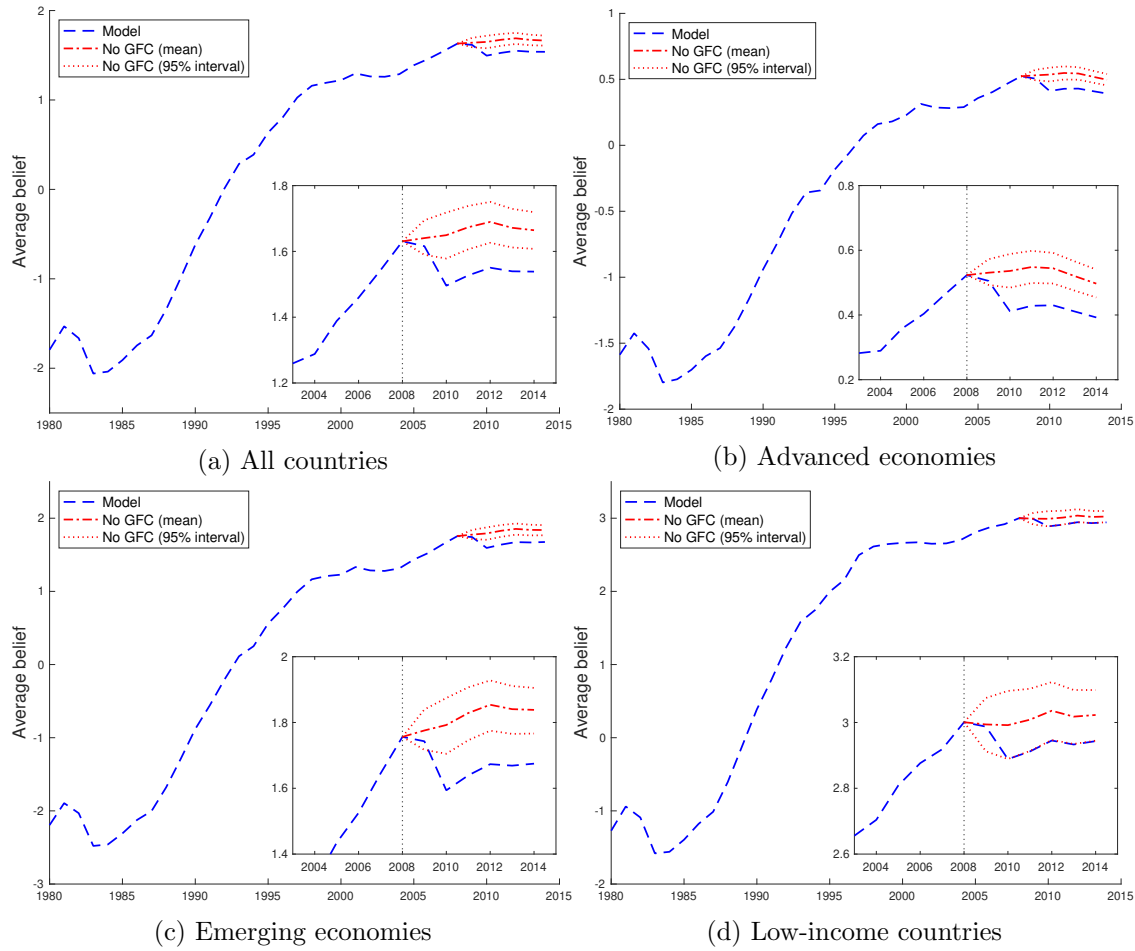 Model
No GFC (mean)
No GFC (95% interval)
Average belief
2
1
0
-1
-2
1980 1985 1990 1995 2000 2005 2010 2015
1.8
1.6
1.4
1.2
2004 2006 2008 2010 2012 2014
(a) All countries
Model
No GFC (mean)
No GFC (95% interval)
Average belief
1
0.5
0
-0.5
-1
-1.5
-2
1980 1985 1990 1995 2000 2005 2010 2015
0.8
0.6
0.4
0.2
2004 2006 2008 2010 2012 2014
(b) Advanced economies
Model
No GFC (mean)
No GFC (95% interval)
Average belief
2
1
0
-1
-2
-3
1980 1985 1990 1995 2000 2005 2010 2015
2
1.8
1.6
1.4
2004 2006 2008 2010 2012 2014
(c) Emerging economies
Model
No GFC (mean)
No GFC (95% interval)
Average belief
3
2
1
0
-1
-2
1980 1985 1990 1995 2000 2005 2010 2015
3.2
3
2.8
2.6
2004 2006 2008 2010 2012 2014
(d) Low-income countries